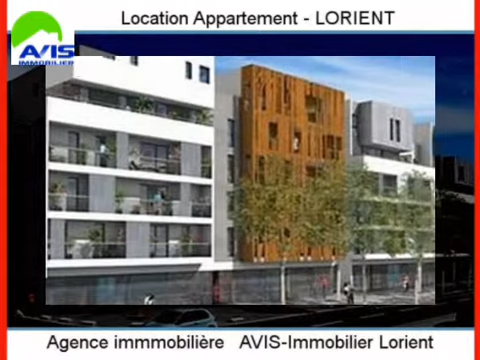 Location Appartement - LORIENT
AVIS
IMMOBILIER
Agence immmobilière AVIS-Immobilier Lorient